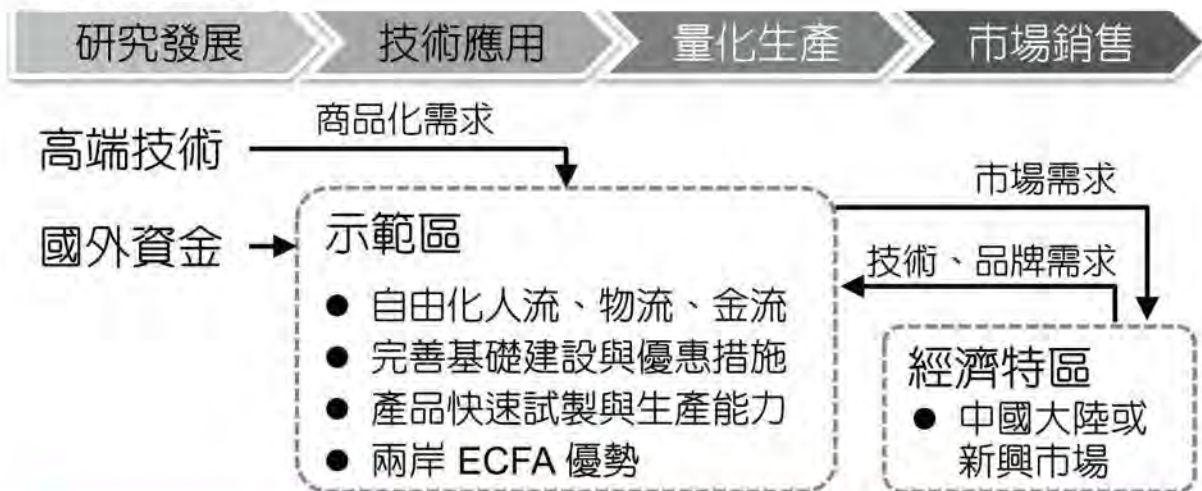 研究發展
技術應用
量化生產
市場銷售
高端技術
商品化需求
國外資金
示範區
● 自由化人流、物流、金流
● 完善基礎建設與優惠措施
● 產品快速試製與生產能力
● 兩岸 ECFA 優勢
市場需求
技術、品牌需求
經濟特區
● 中國大陸或
新興市場